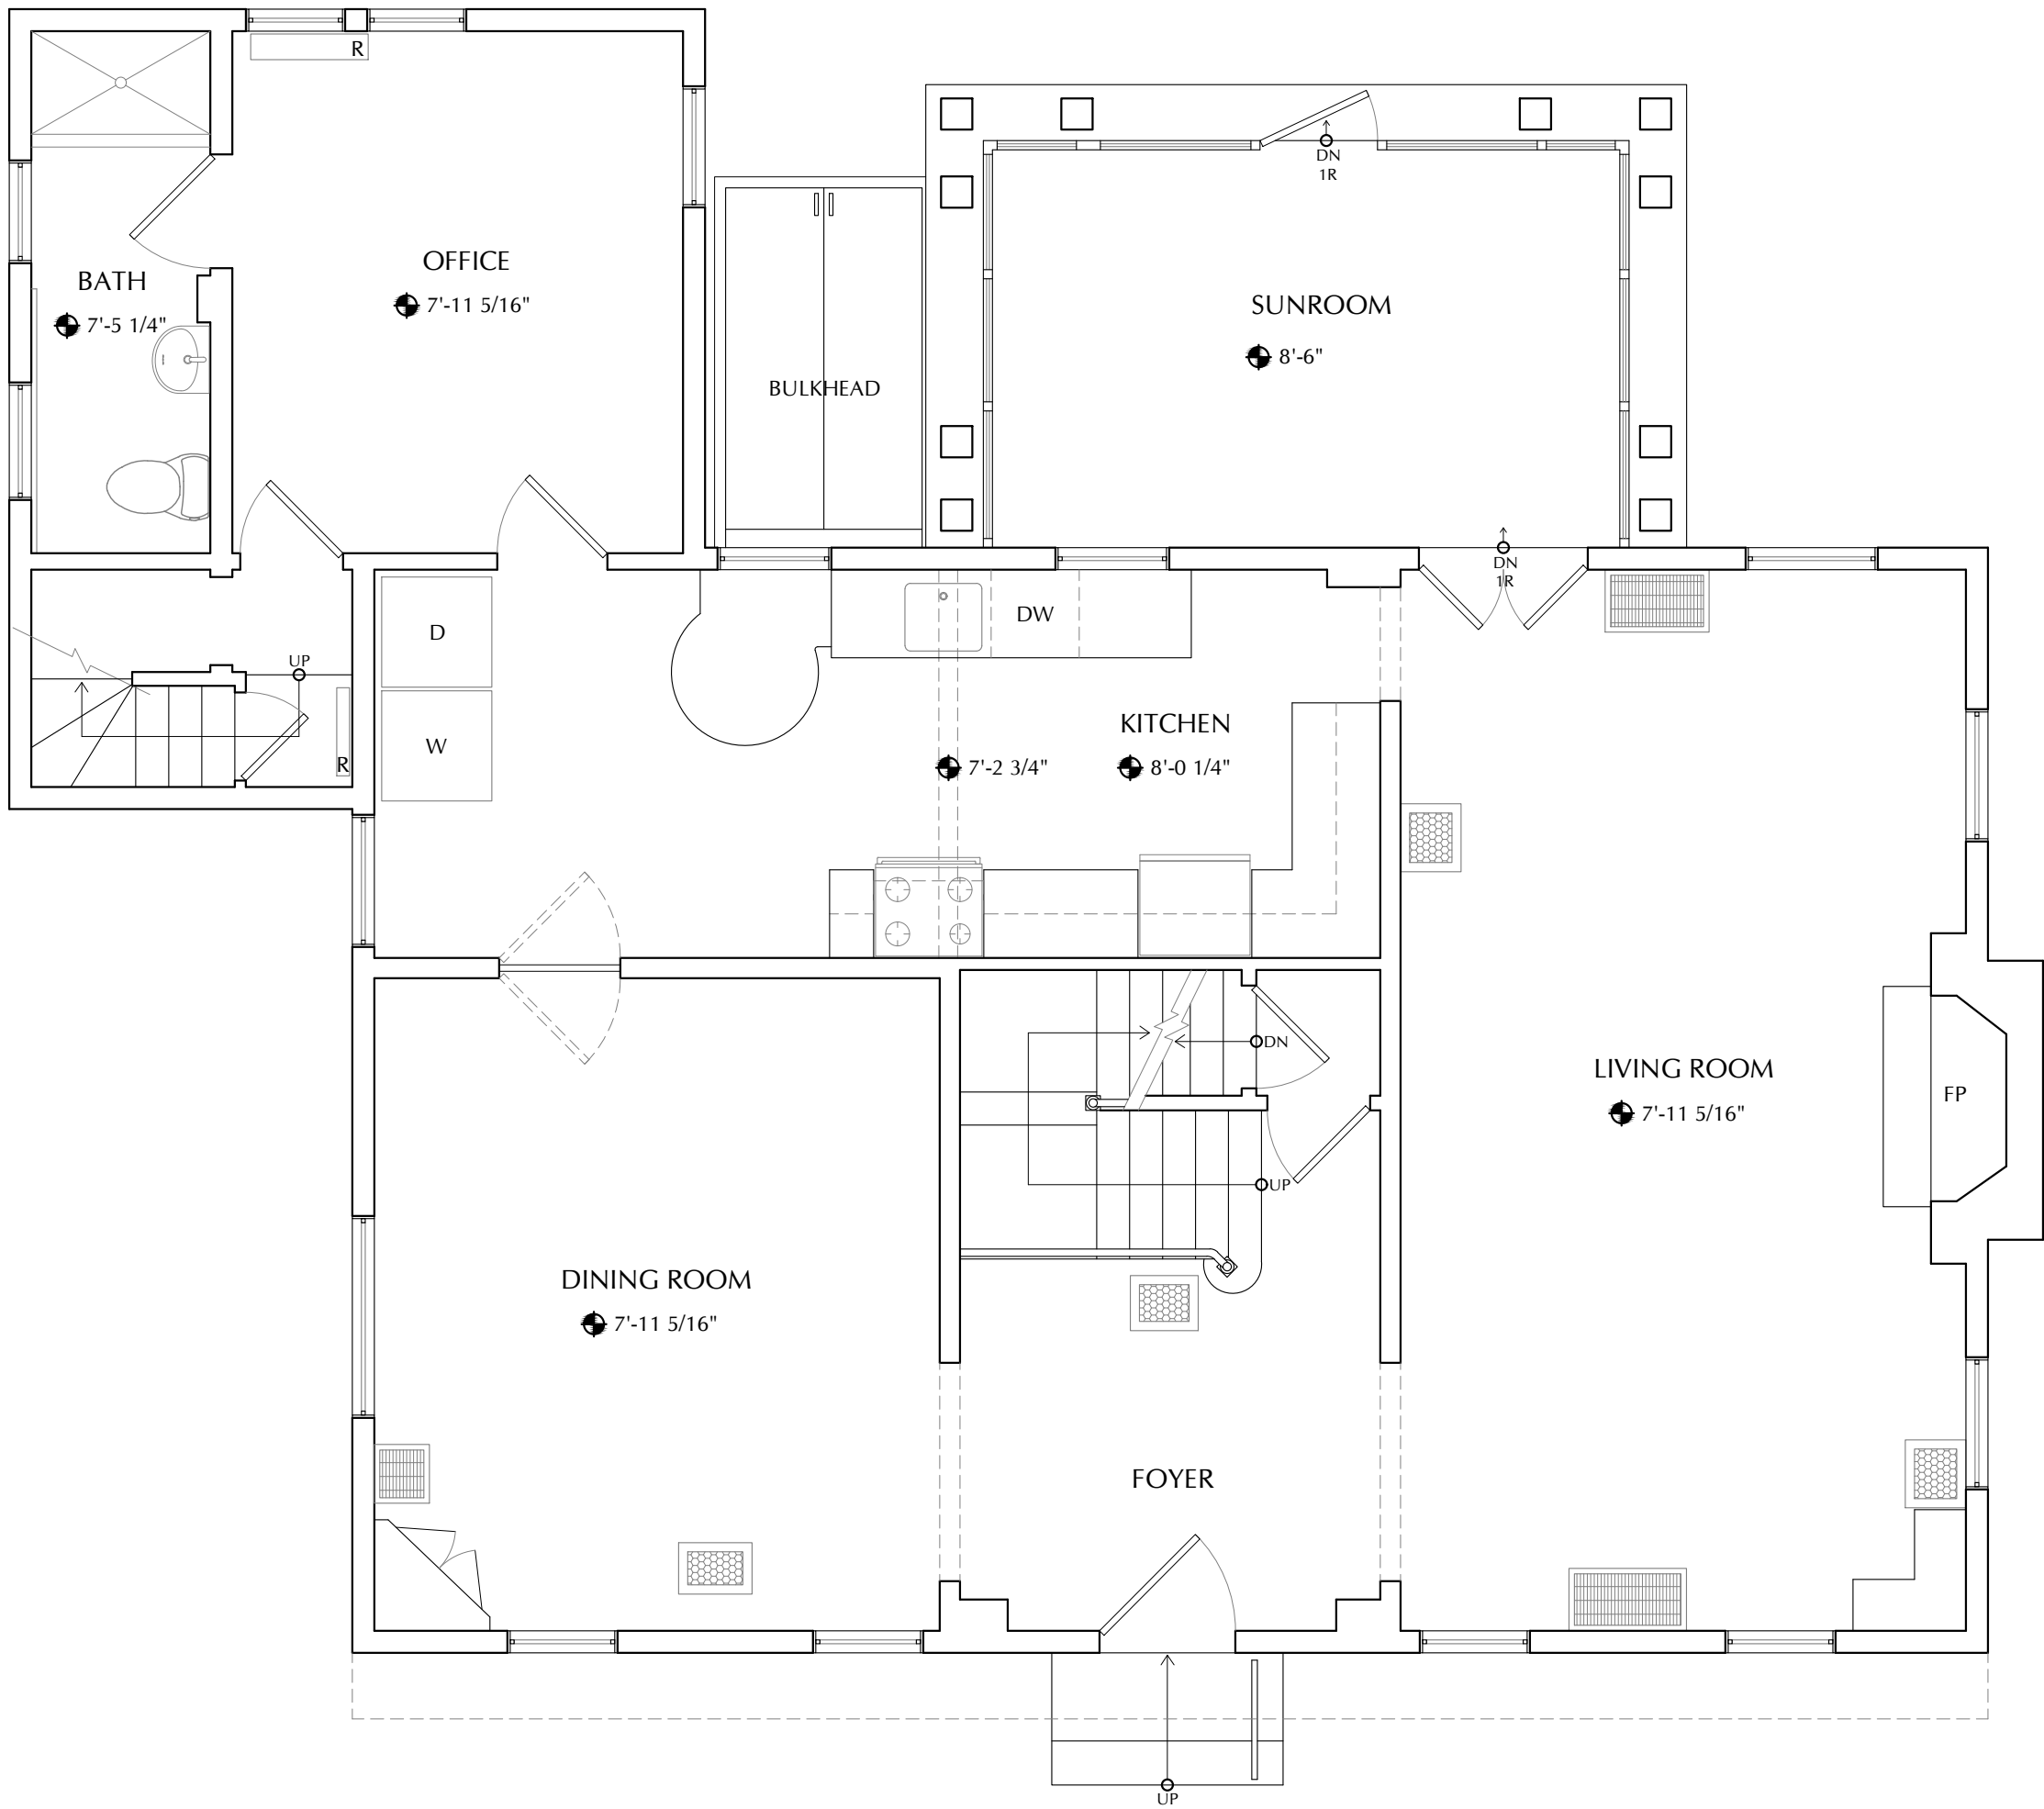 R
DN
1R
OFFICE
7'-11 5/16"
BATH
7'-5 1/4"
SUNROOM
8'-6"
BULKHEAD
DN
1R
D
DW
UP
W
R
KITCHEN
7'-2 3/4"
8'-0 1/4"
DN
LIVING ROOM
7'-11 5/16"
FP
UP
DINING ROOM
7'-11 5/16"
FOYER
UP